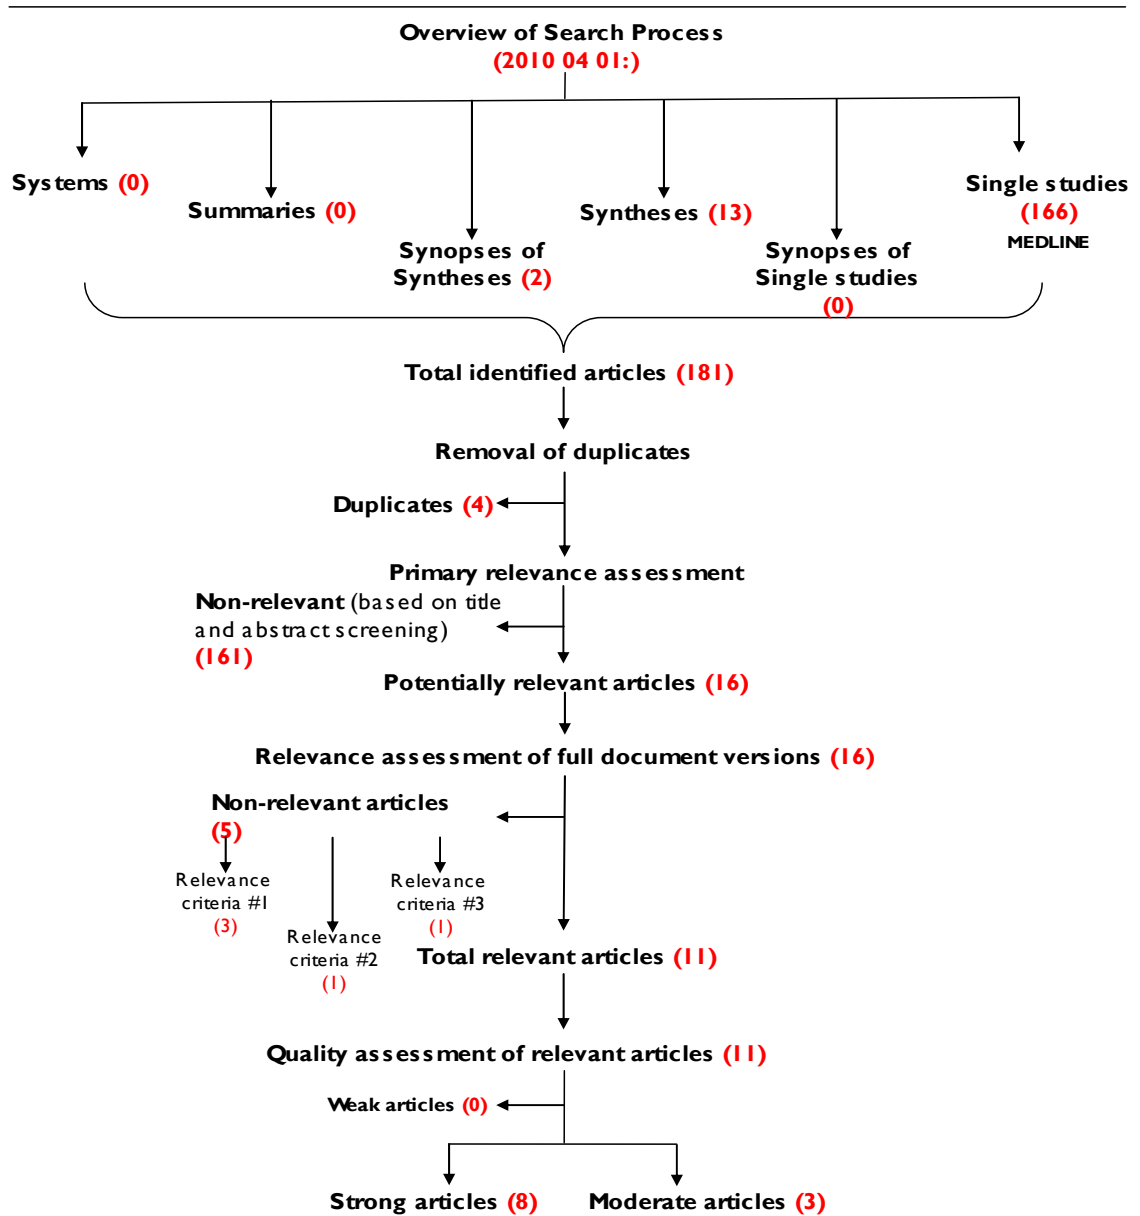 Overview of Search Process
(2010 04 01:)
Systems (0)
Summaries (0)
Synopses of
Syntheses (2)
Syntheses (13)
Synopses of
Single studies
(0)
Single studies
(166)
MEDLINE
Total identified articles (181)
Removal of duplicates
Duplicates (4)
Primary relevance assessment
Non-relevant (based on title
and abstract screening)
(161)
Potentially relevant articles (16)
Relevance assessment of full document versions (16)
Non-relevant articles
(5)
Relevance
criteria #1
(3)
Relevance
criteria #2
(1)
Relevance
criteria #3
(1)
Total relevant articles (11)
Quality assessment of relevant articles (11)
Weak articles (0)
Strong articles (8)
Moderate articles (3)